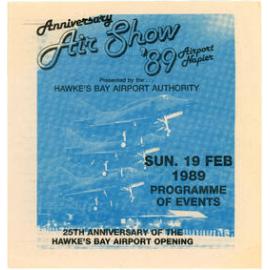 Anniversary
Air Show
'89 Airport
Napier
Presented by the
HAWKE'S BAY AIRPORT AUTHORITY
SUN. 19 FEB
1989
PROGRAMME
OF EVENTS
25TH ANNIVERSARY OF THE
HAWKE'S BAY AIRPORT OPENING